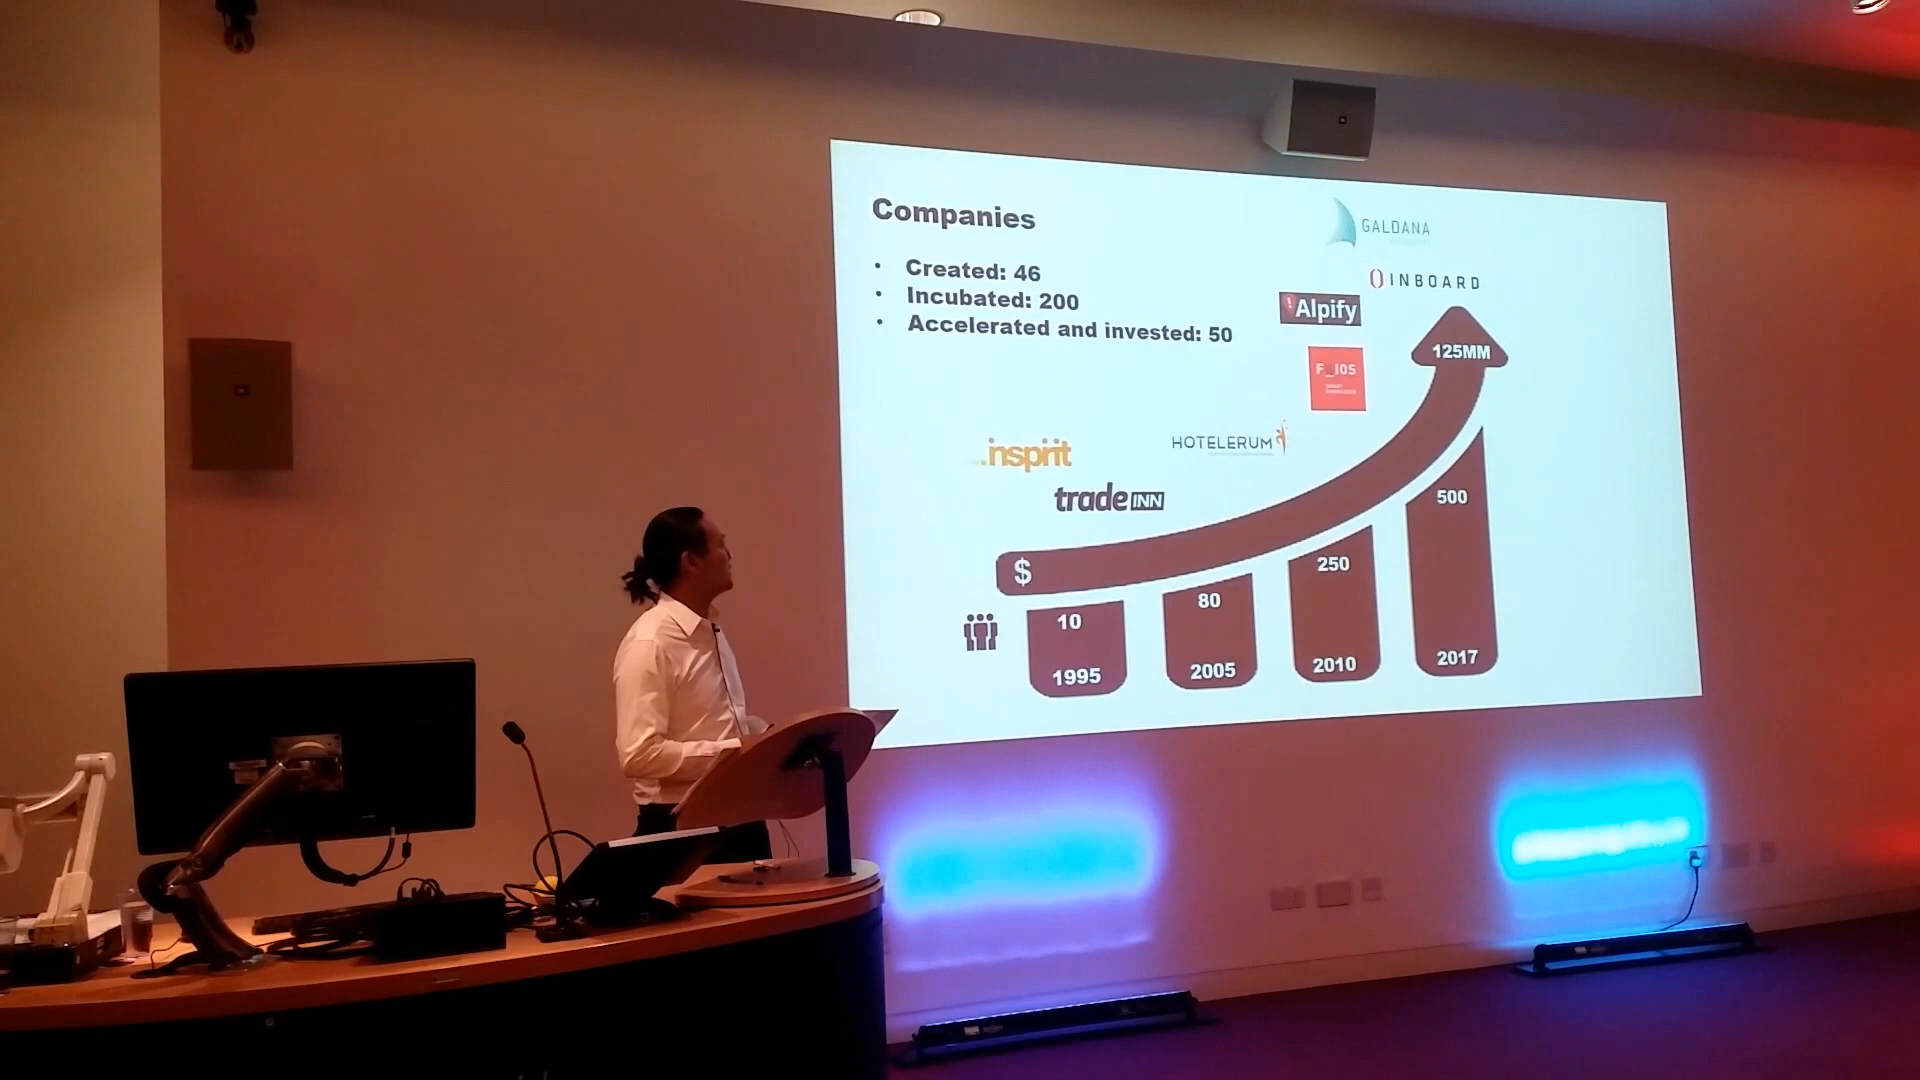 Companies
• Created: 46
• Incubated: 200
• Accelerated and invested: 50
GALDANA
INBOARD
!Alpify
F_IOS
125MM
HOTELERUM
.inspirit
tradeINN
500
$
250
80
10
1995
2005
2010
2017